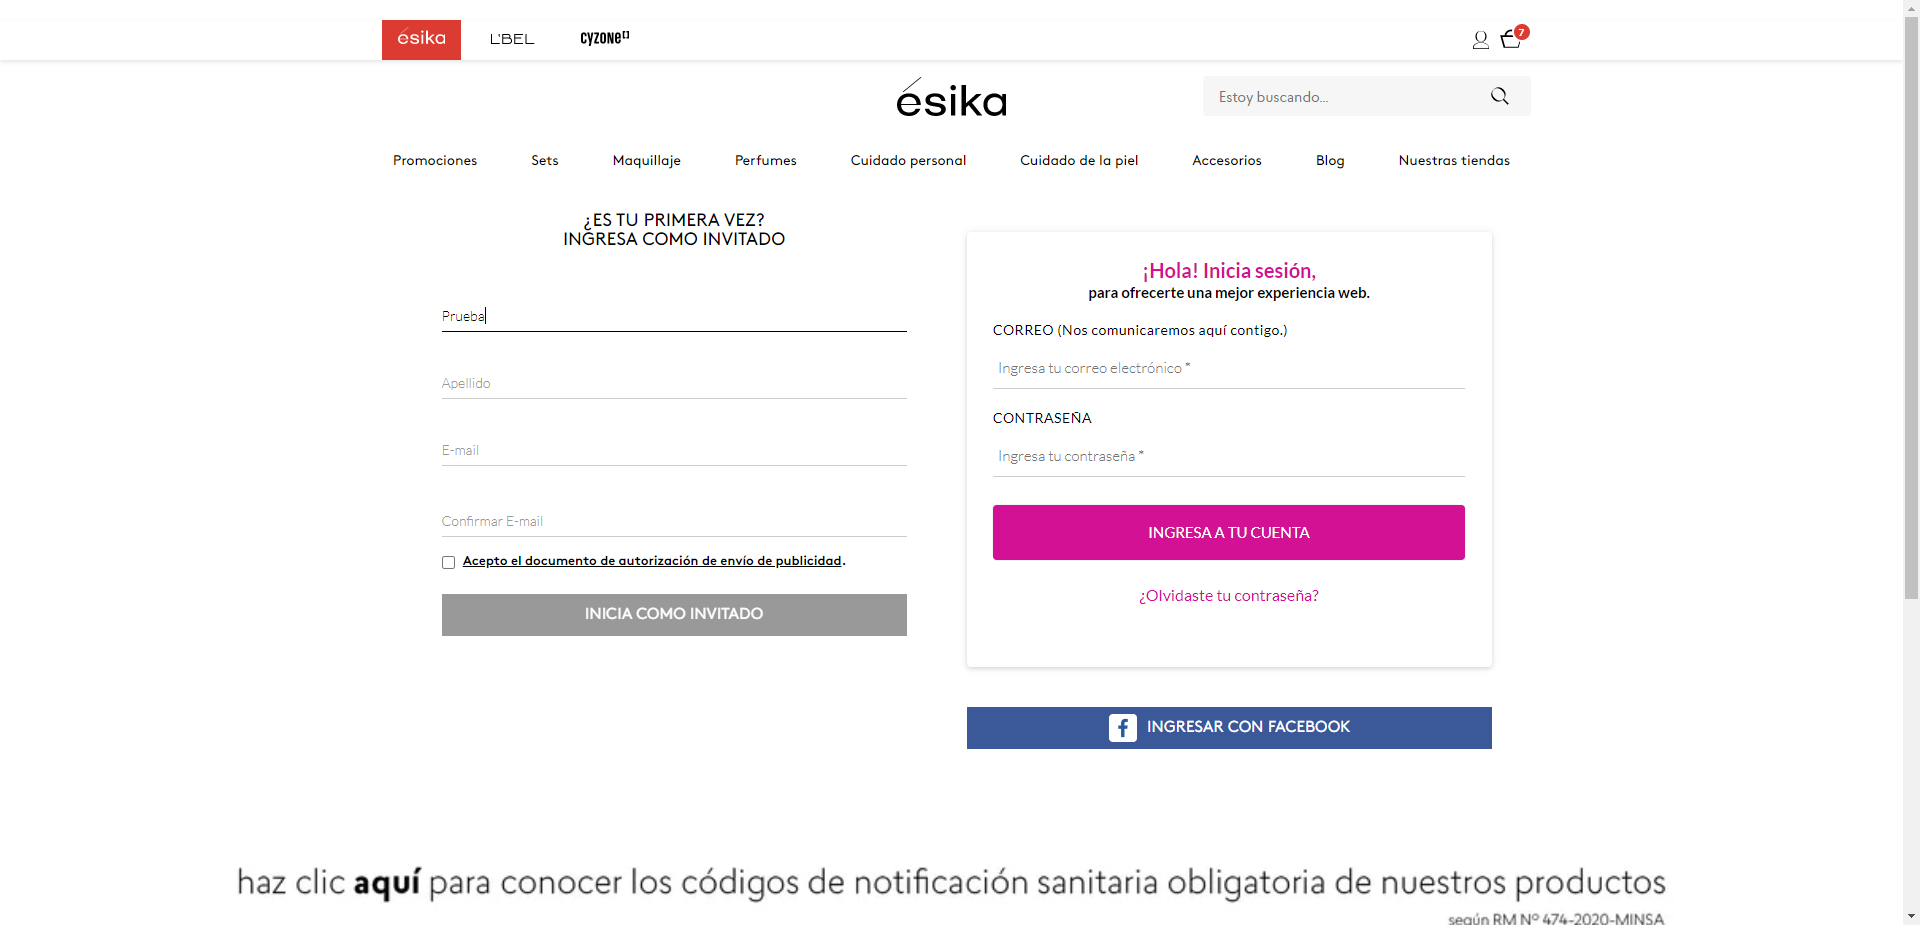 ésika
L'BEL
CYZONE
7
ésika
Estoy buscando...
Promociones
Sets
Maquillaje
Perfumes
Cuidado personal
Cuidado de la piel
Accesorios
Blog
Nuestras tiendas
¿ES TU PRIMERA VEZ?
INGRESA COMO INVITADO
Prueba
Apellido
E-mail
Confirmar E-mail
Acepto el documento de autorización de envío de publicidad.
INICIA COMO INVITADO
¡Hola! Inicia sesión,
para ofrecerte una mejor experiencia web.
CORREO (Nos comunicaremos aquí contigo.)
Ingresa tu correo electrónico *
CONTRASEÑA
Ingresa tu contraseña *
INGRESA A TU CUENTA
¿Olvidaste tu contraseña?
INGRESAR CON FACEBOOK
haz clic aquí para conocer los códigos de notificación sanitaria obligatoria de nuestros productos
según RM Nº 474-2020-MINSA